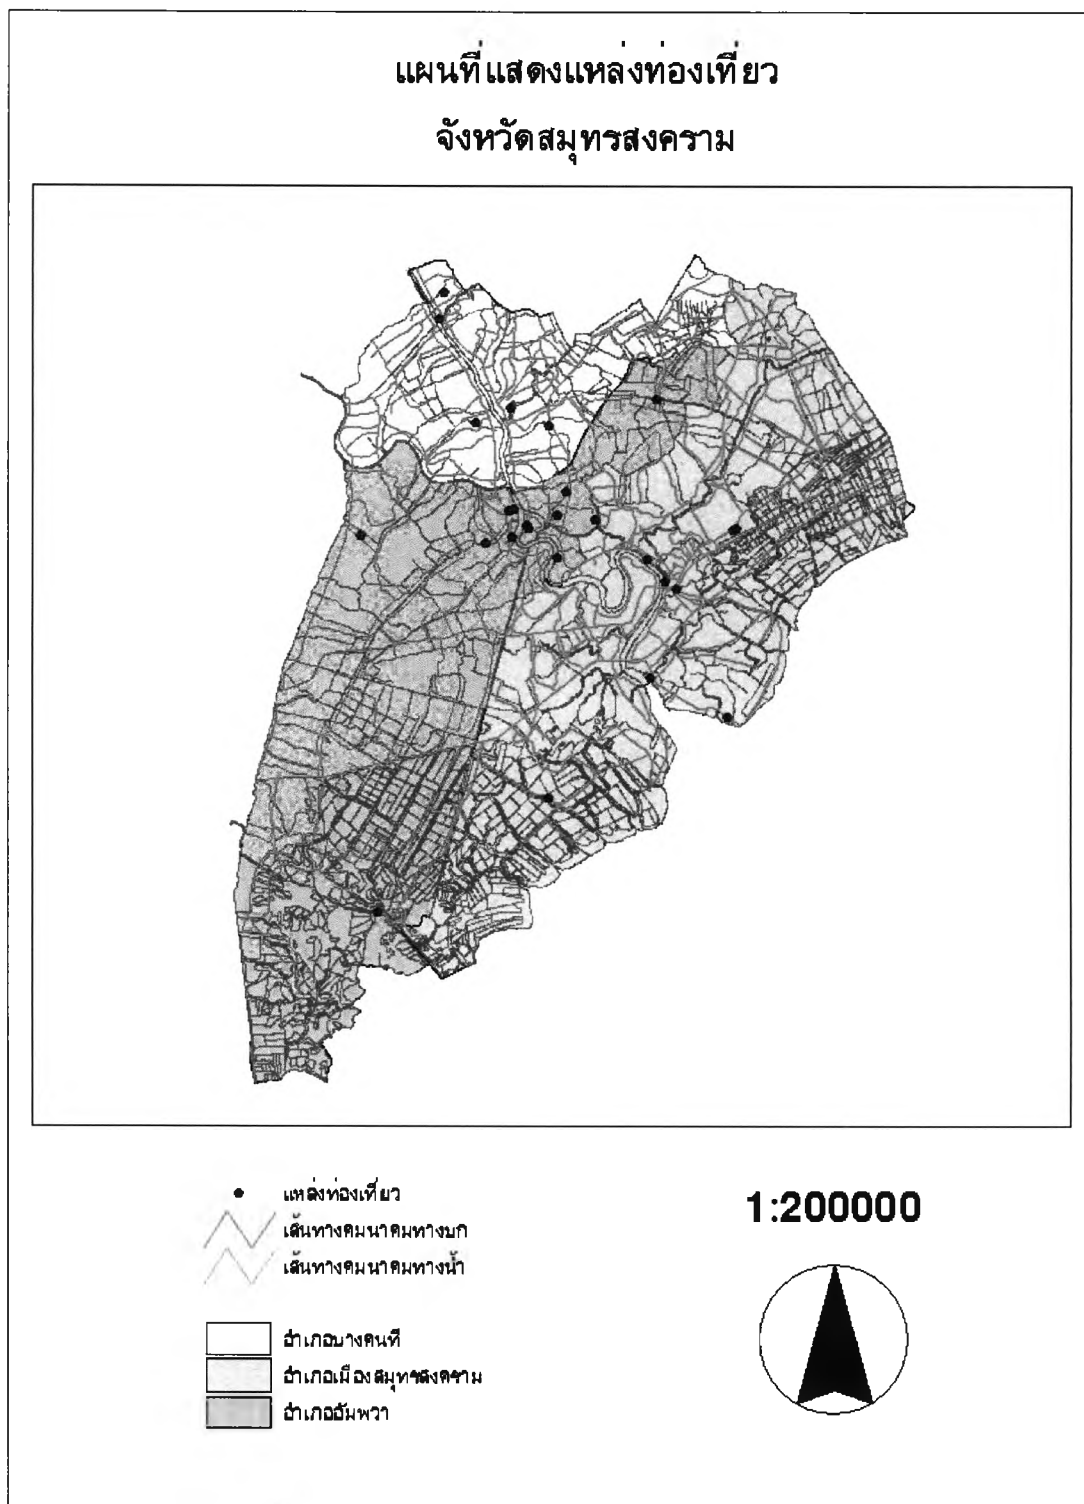 แผนที่แสดงแหล่งท่องเที่ยว
จังหวัดสมุทรสงคราม
แหล่งท่องเที่ยว
เส้นทางคมนาคมทางบก
เส้นทางคมนาคมทางน้ำ
1:200000
อำเภอบางคนที
อำเภอเมืองสมุทรสงคราม
อำเภออัมพวา